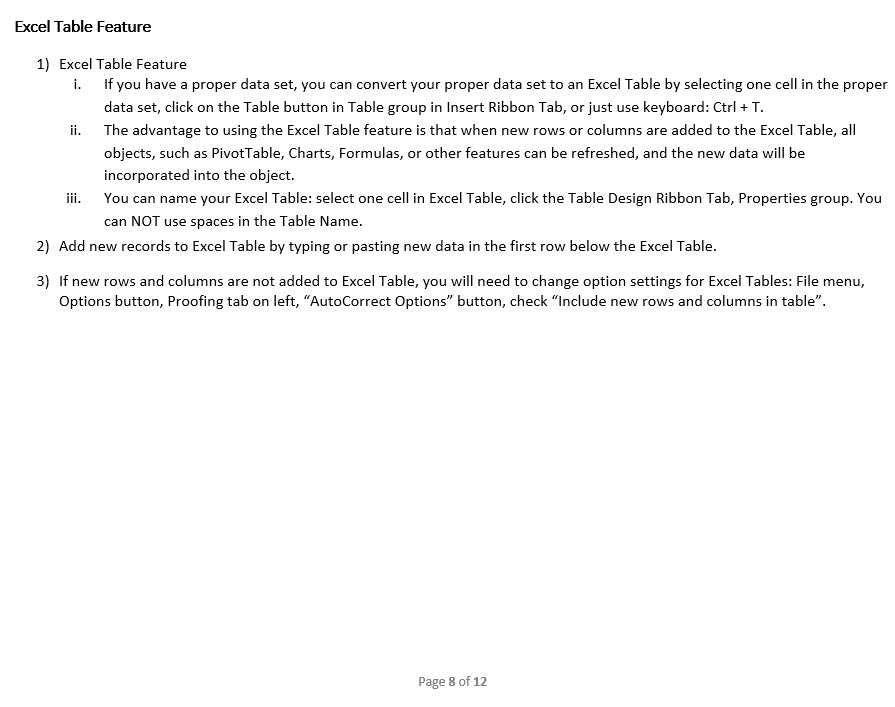 Excel Table Feature
1) Excel Table Feature
i. If you have a proper data set, you can convert your proper data set to an Excel Table by selecting one cell in the proper
data set, click on the Table button in Table group in Insert Ribbon Tab, or just use keyboard: Ctrl + T.
ii. The advantage to using the Excel Table feature is that when new rows or columns are added to the Excel Table, all
objects, such as PivotTable, Charts, Formulas, or other features can be refreshed, and the new data will be
incorporated into the object.
iii. You can name your Excel Table: select one cell in Excel Table, click the Table Design Ribbon Tab, Properties group. You
can NOT use spaces in the Table Name.
2) Add new records to Excel Table by typing or pasting new data in the first row below the Excel Table.
3) If new rows and columns are not added to Excel Table, you will need to change option settings for Excel Tables: File menu,
Options button, Proofing tab on left, “AutoCorrect Options” button, check “Include new rows and columns in table”.
Page 8 of 12